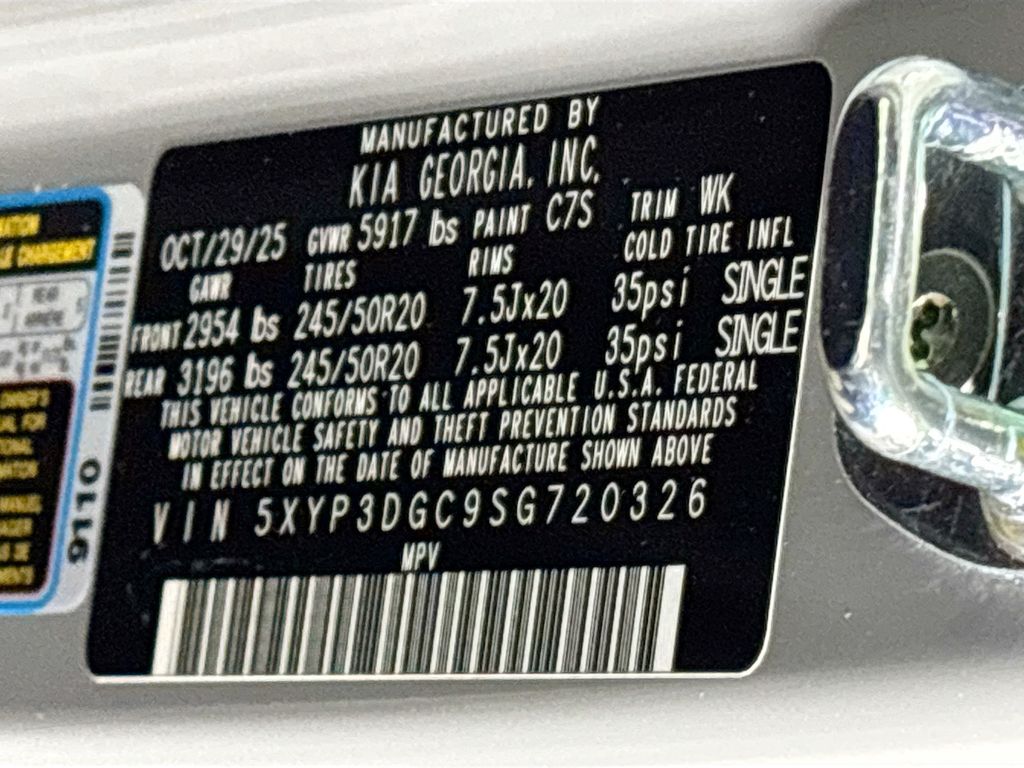 MANUFACTURED BY
KIA GEORGIA, INC.
OCT/29/25 GVWR 5917 lbs PAINT C7S TRIM WK
GAWR TIRES RIMS COLD TIRE INFL
FRONT 2954 lbs 245/50R20 7.5Jx20 35psi SINGLE
REAR 3196 lbs 245/50R20 7.5Jx20 35psi SINGLE
THIS VEHICLE CONFORMS TO ALL APPLICABLE U.S.A. FEDERAL
MOTOR VEHICLE SAFETY AND THEFT PREVENTION STANDARDS
IN EFFECT ON THE DATE OF MANUFACTURE SHOWN ABOVE
VIN 5XYP3DGC9SG720326
MPV
REAR
9110